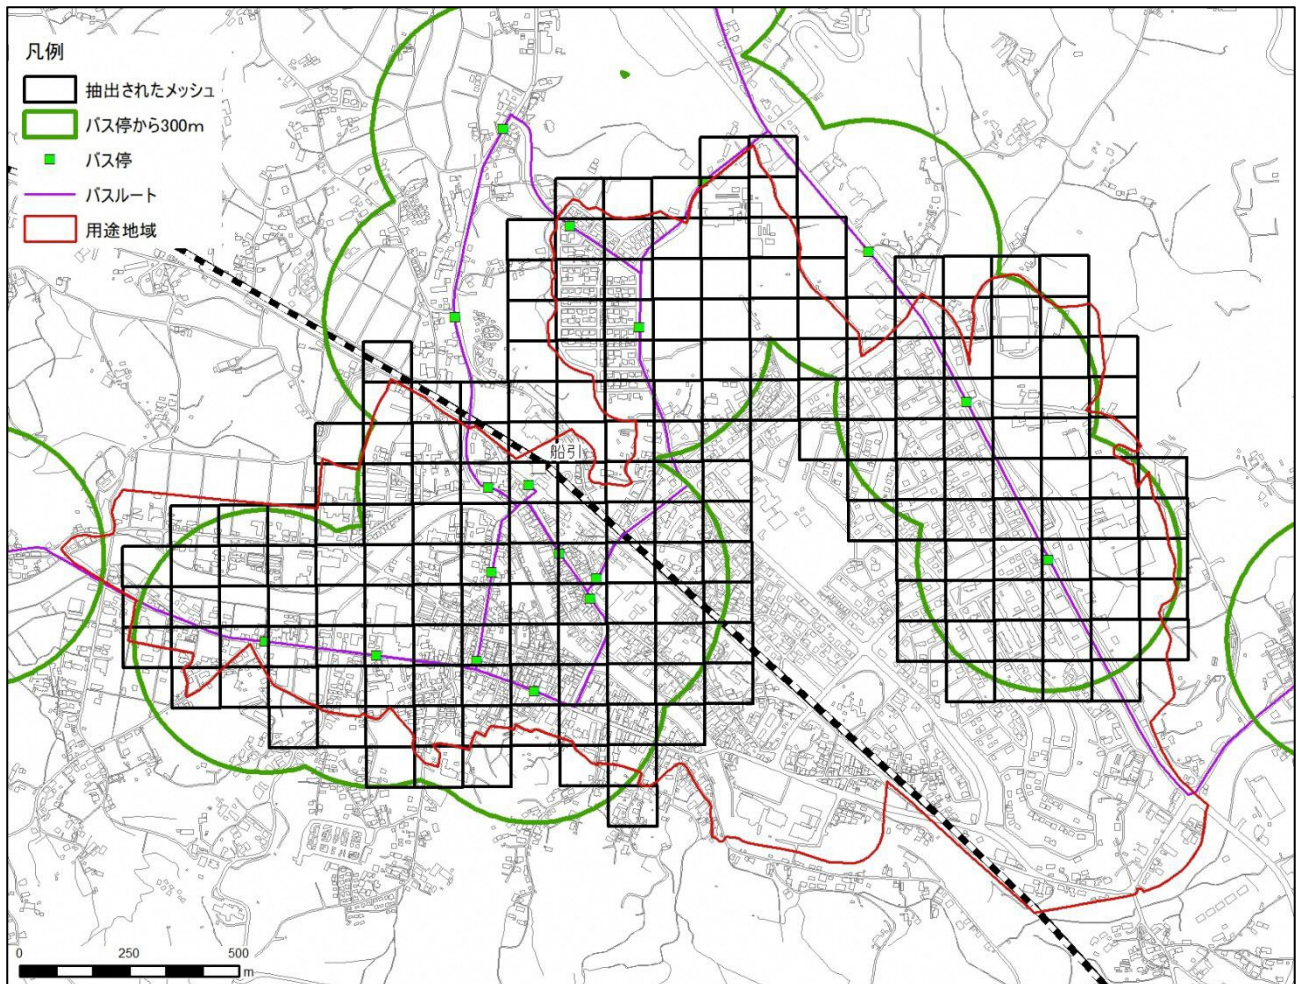 凡例
抽出されたメッシュ
バス停から300m
バス停
バスルート
用途地域
船引
0 250 500
m